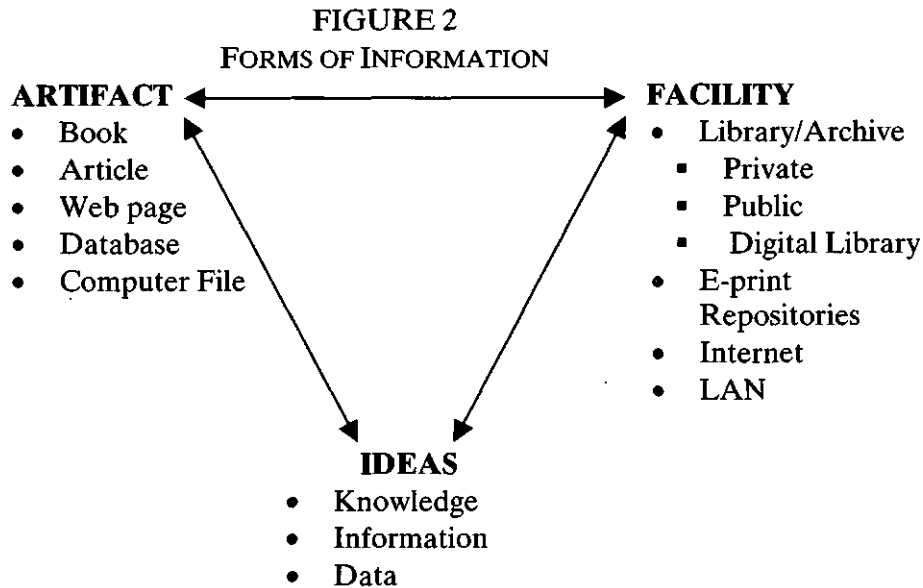 FIGURE 2
FORMS OF INFORMATION
ARTIFACT
• Book
• Article
• Web page
• Database
• Computer File
FACILITY
• Library/Archive
▪ Private
▪ Public
▪ Digital Library
• E-print
Repositories
• Internet
• LAN
IDEAS
• Knowledge
• Information
• Data